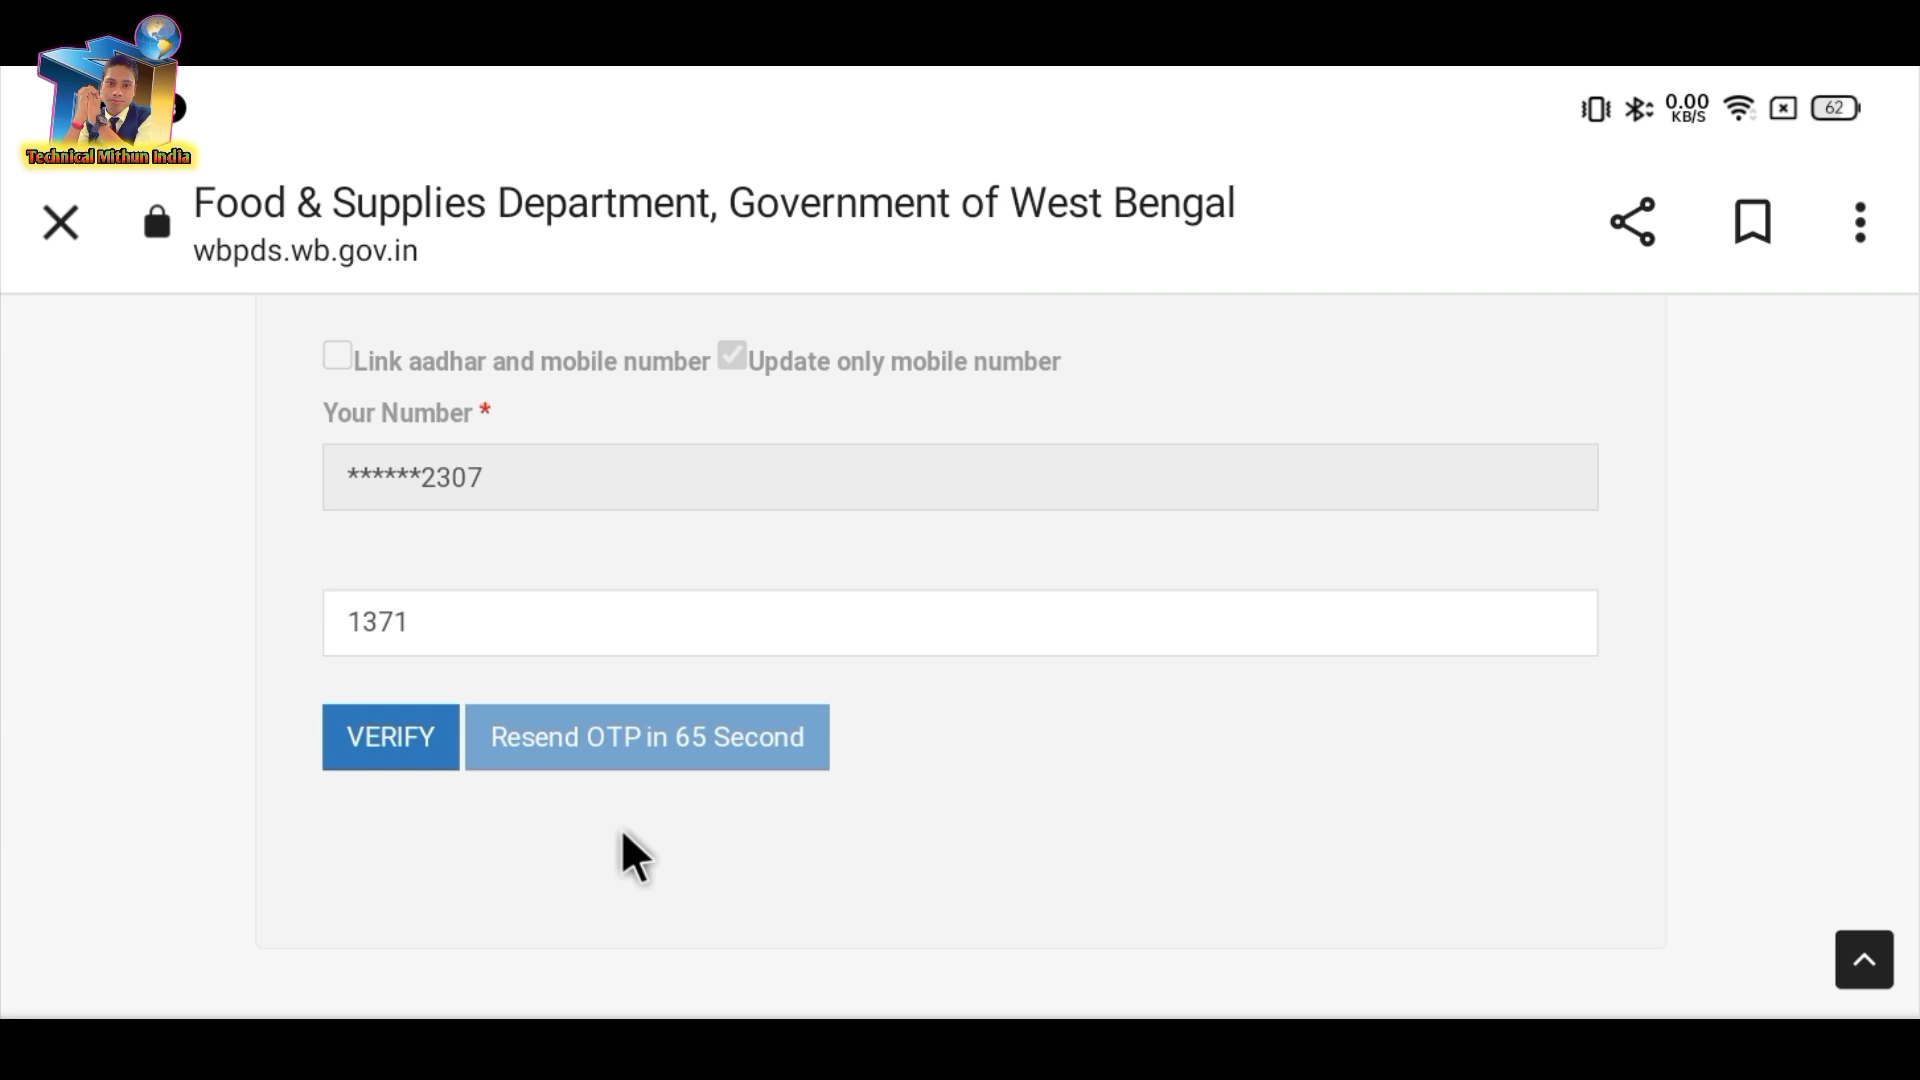 Technical Mithun India
0.00
KB/S
62
Food & Supplies Department, Government of West Bengal
wbpds.wb.gov.in
Link aadhar and mobile number Update only mobile number
Your Number *
******2307
1371
VERIFY Resend OTP in 65 Second